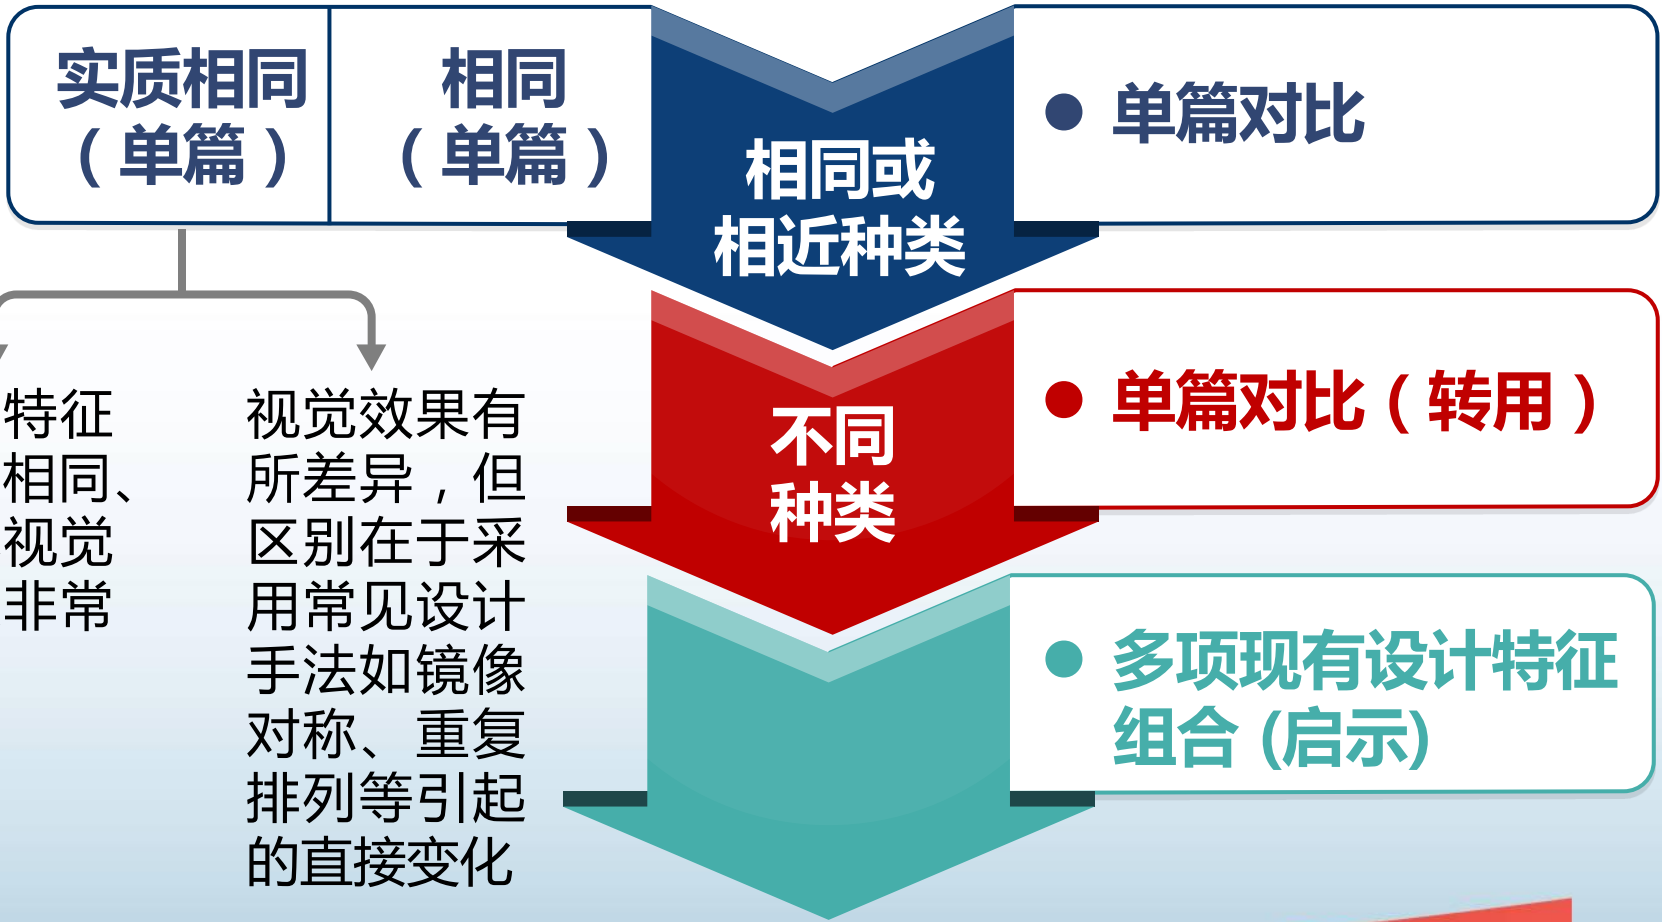 实质相同
（单篇）
相同
（单篇）
相同或
相近种类
● 单篇对比
特征
相同、
视觉
非常
视觉效果有
所差异，但
区别在于采
用常见设计
手法如镜像
对称、重复
排列等引起
的直接变化
不同
种类
● 单篇对比（转用）
● 多项现有设计特征
组合 (启示)